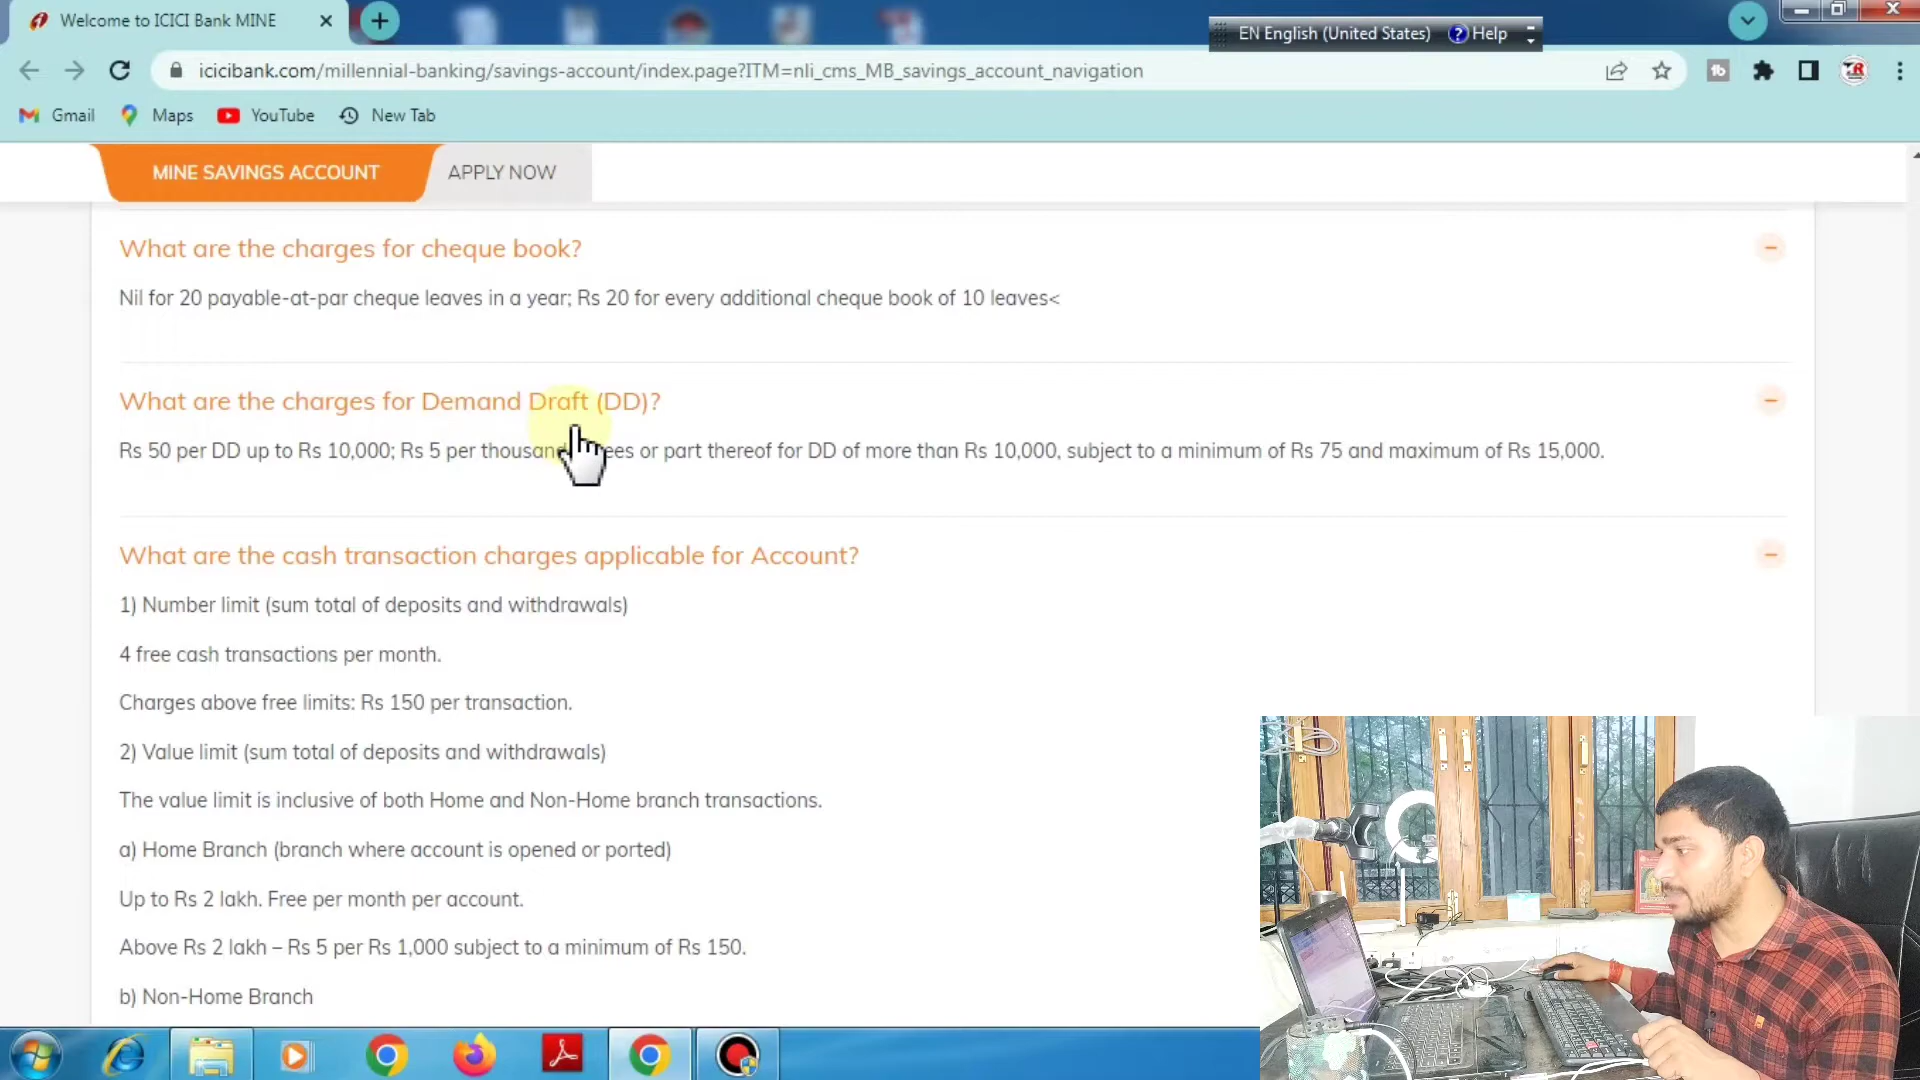 Welcome to ICICI Bank MINE
EN English (United States) Help
icicibank.com/millennial-banking/savings-account/index.page?ITM=nli_cms_MB_savings_account_navigation
Gmail Maps YouTube New Tab
MINE SAVINGS ACCOUNT APPLY NOW
What are the charges for cheque book?
Nil for 20 payable-at-par cheque leaves in a year; Rs 20 for every additional cheque book of 10 leaves<
What are the charges for Demand Draft (DD)?
Rs 50 per DD up to Rs 10,000; Rs 5 per thousand or part thereof for DD of more than Rs 10,000, subject to a minimum of Rs 75 and maximum of Rs 15,000.
What are the cash transaction charges applicable for Account?
1) Number limit (sum total of deposits and withdrawals)
4 free cash transactions per month.
Charges above free limits: Rs 150 per transaction.
2) Value limit (sum total of deposits and withdrawals)
The value limit is inclusive of both Home and Non-Home branch transactions.
a) Home Branch (branch where account is opened or ported)
Up to Rs 2 lakh. Free per month per account.
Above Rs 2 lakh – Rs 5 per Rs 1,000 subject to a minimum of Rs 150.
b) Non-Home Branch